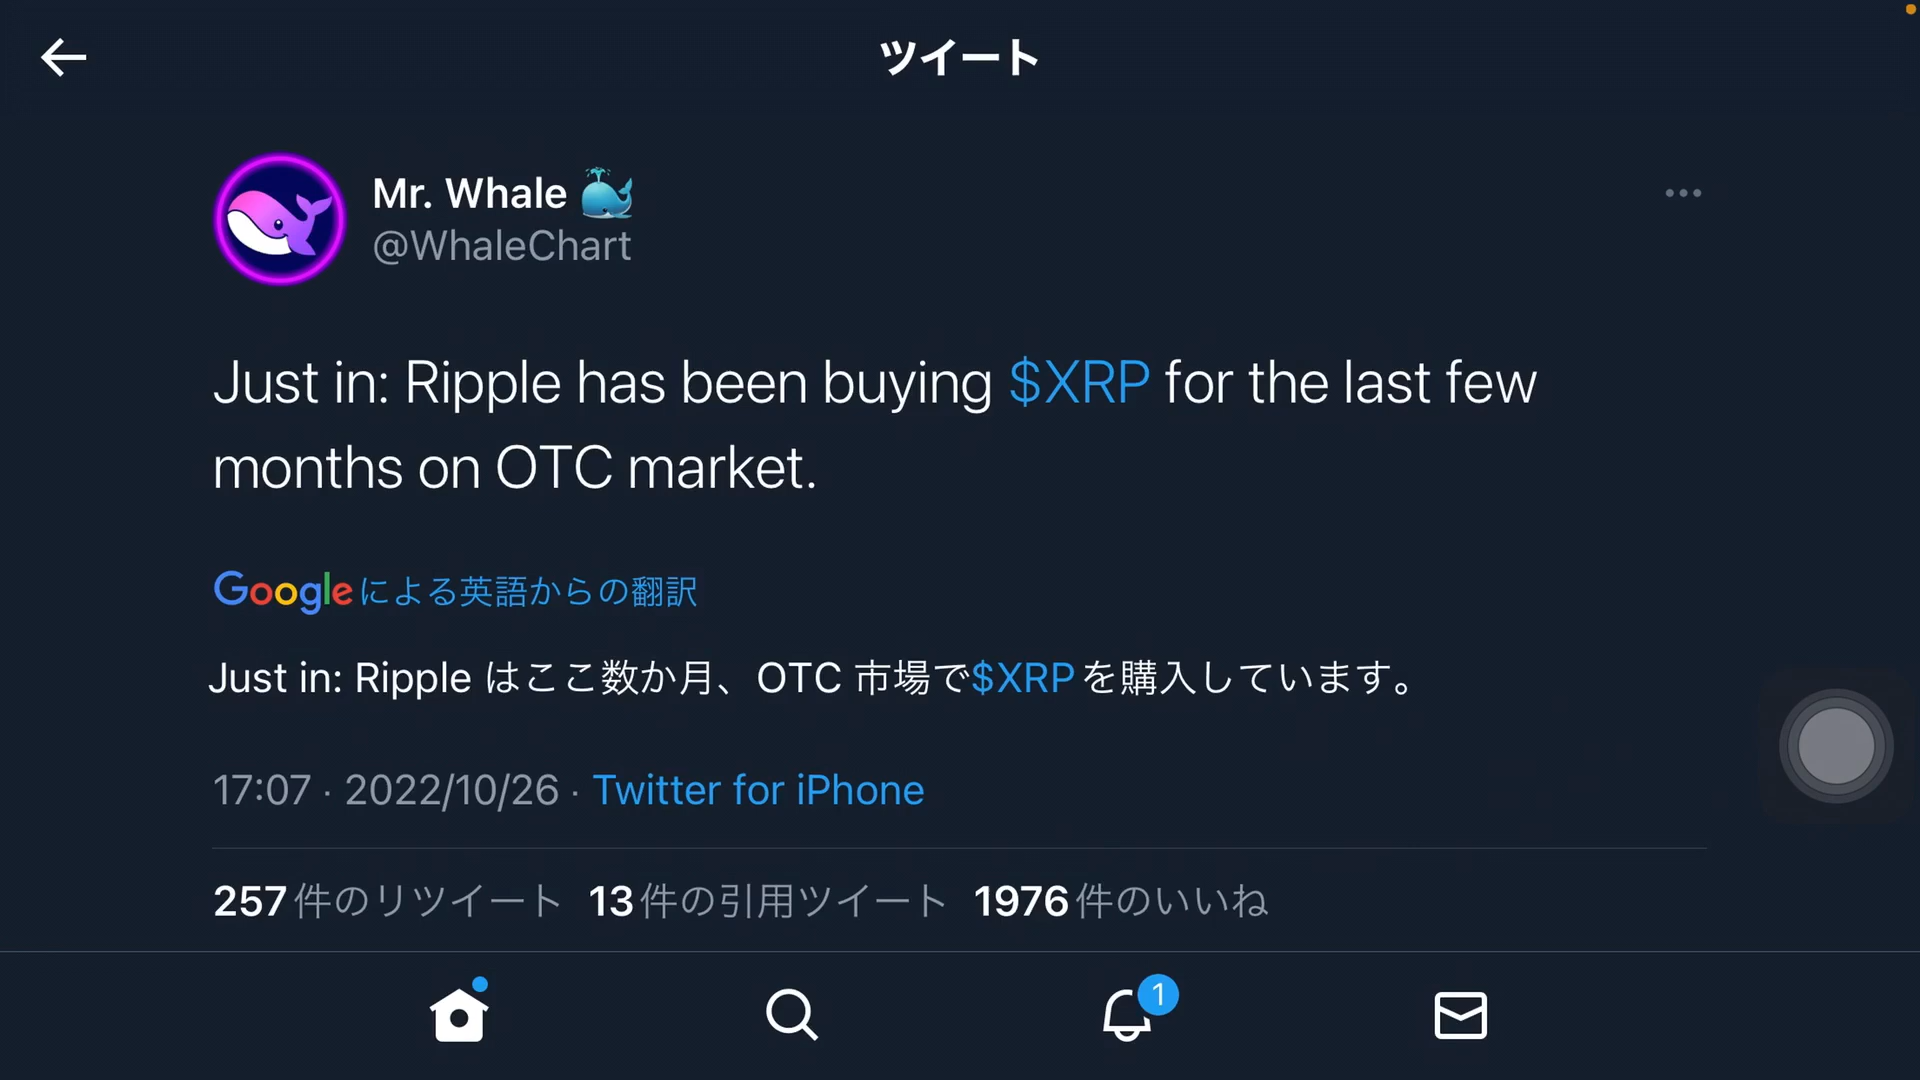 ツイート
Mr. Whale 🐳
@WhaleChart
Just in: Ripple has been buying $XRP for the last few
months on OTC market.
Googleによる英語からの翻訳
Just in: Ripple はここ数か月、OTC 市場で$XRPを購入しています。
17:07 · 2022/10/26 · Twitter for iPhone
257件のリツイート 13件の引用ツイート 1976件のいいね
1